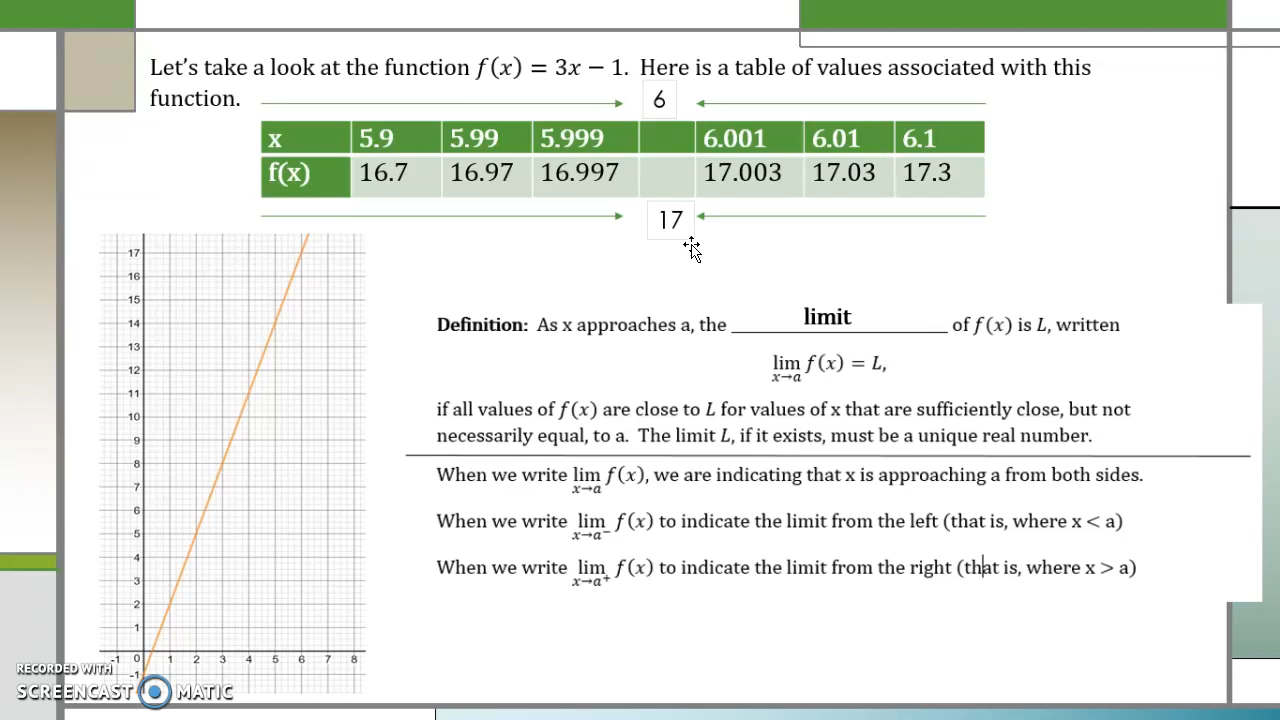 Let's take a look at the function f(x) = 3x − 1. Here is a table of values associated with this
function.
6
x 5.9 5.99 5.999 6.001 6.01 6.1
f(x) 16.7 16.97 16.997 17.003 17.03 17.3
17
17
16
15
14
13
12
11
10
9
8
7
6
5
4
3
2
1
-1 0 1 2 3 4 5 6 7 8
-1
Definition: As x approaches a, the limit of f(x) is L, written
lim f(x) = L,
x→a
if all values of f(x) are close to L for values of x that are sufficiently close, but not
necessarily equal, to a. The limit L, if it exists, must be a unique real number.
When we write lim f(x), we are indicating that x is approaching a from both sides.
x→a
When we write lim f(x) to indicate the limit from the left (that is, where x < a)
x→a⁻
When we write lim f(x) to indicate the limit from the right (that is, where x > a)
x→a⁺
RECORDED WITH
SCREENCAST MATIC